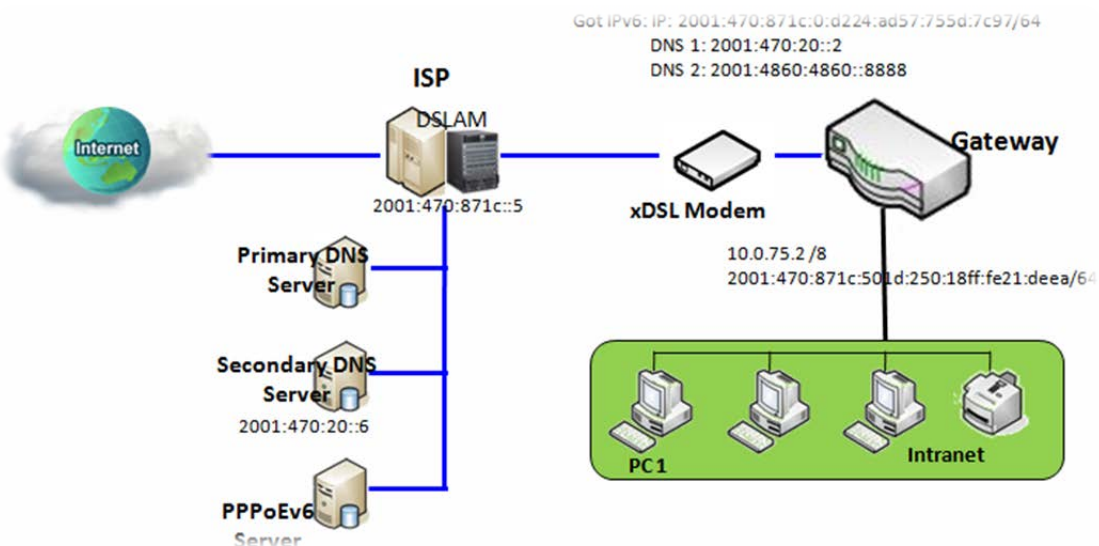 Got IPv6: IP: 2001:470:871c:0:d224:ad57:755d:7c97/64
DNS 1: 2001:470:20::2
DNS 2: 2001:4860:4860::8888
ISP
DSLAM
Internet
Gateway
2001:470:871c::5
xDSL Modem
Primary DNS
Server
10.0.75.2 /8
2001:470:871c:501d:250:18ff:fe21:deea/64
Secondary DNS
Server
2001:470:20::6
PC1
Intranet
PPPoEv6
Server